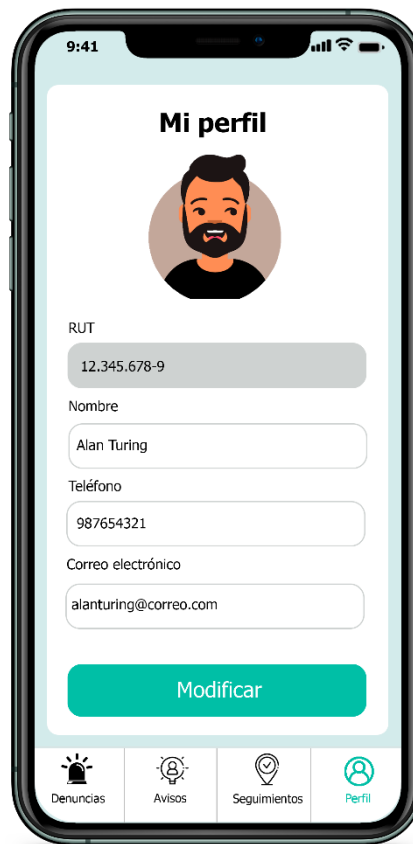 9:41
Mi perfil
RUT
12.345.678-9
Nombre
Alan Turing
Teléfono
987654321
Correo electrónico
alanturing@correo.com
Modificar
Denuncias Avisos Seguimientos Perfil